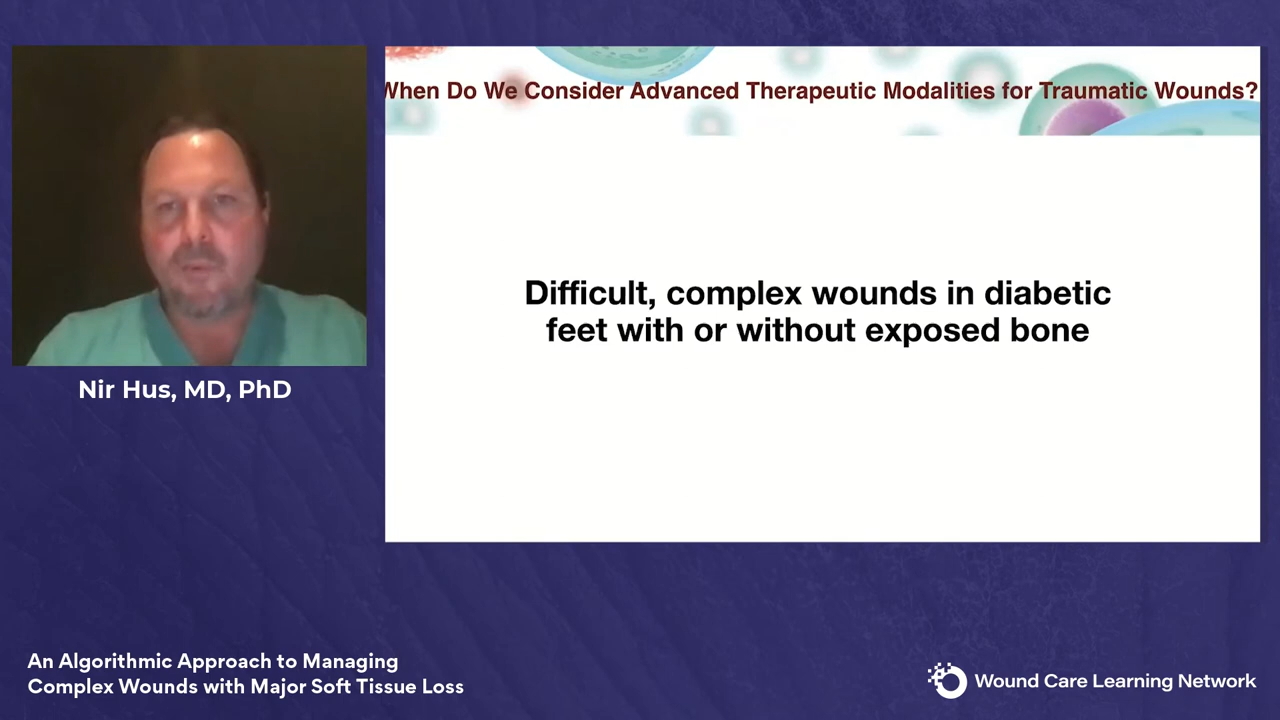 When Do We Consider Advanced Therapeutic Modalities for Traumatic Wounds?
Difficult, complex wounds in diabetic
feet with or without exposed bone
Nir Hus, MD, PhD
An Algorithmic Approach to Managing
Complex Wounds with Major Soft Tissue Loss
Wound Care Learning Network